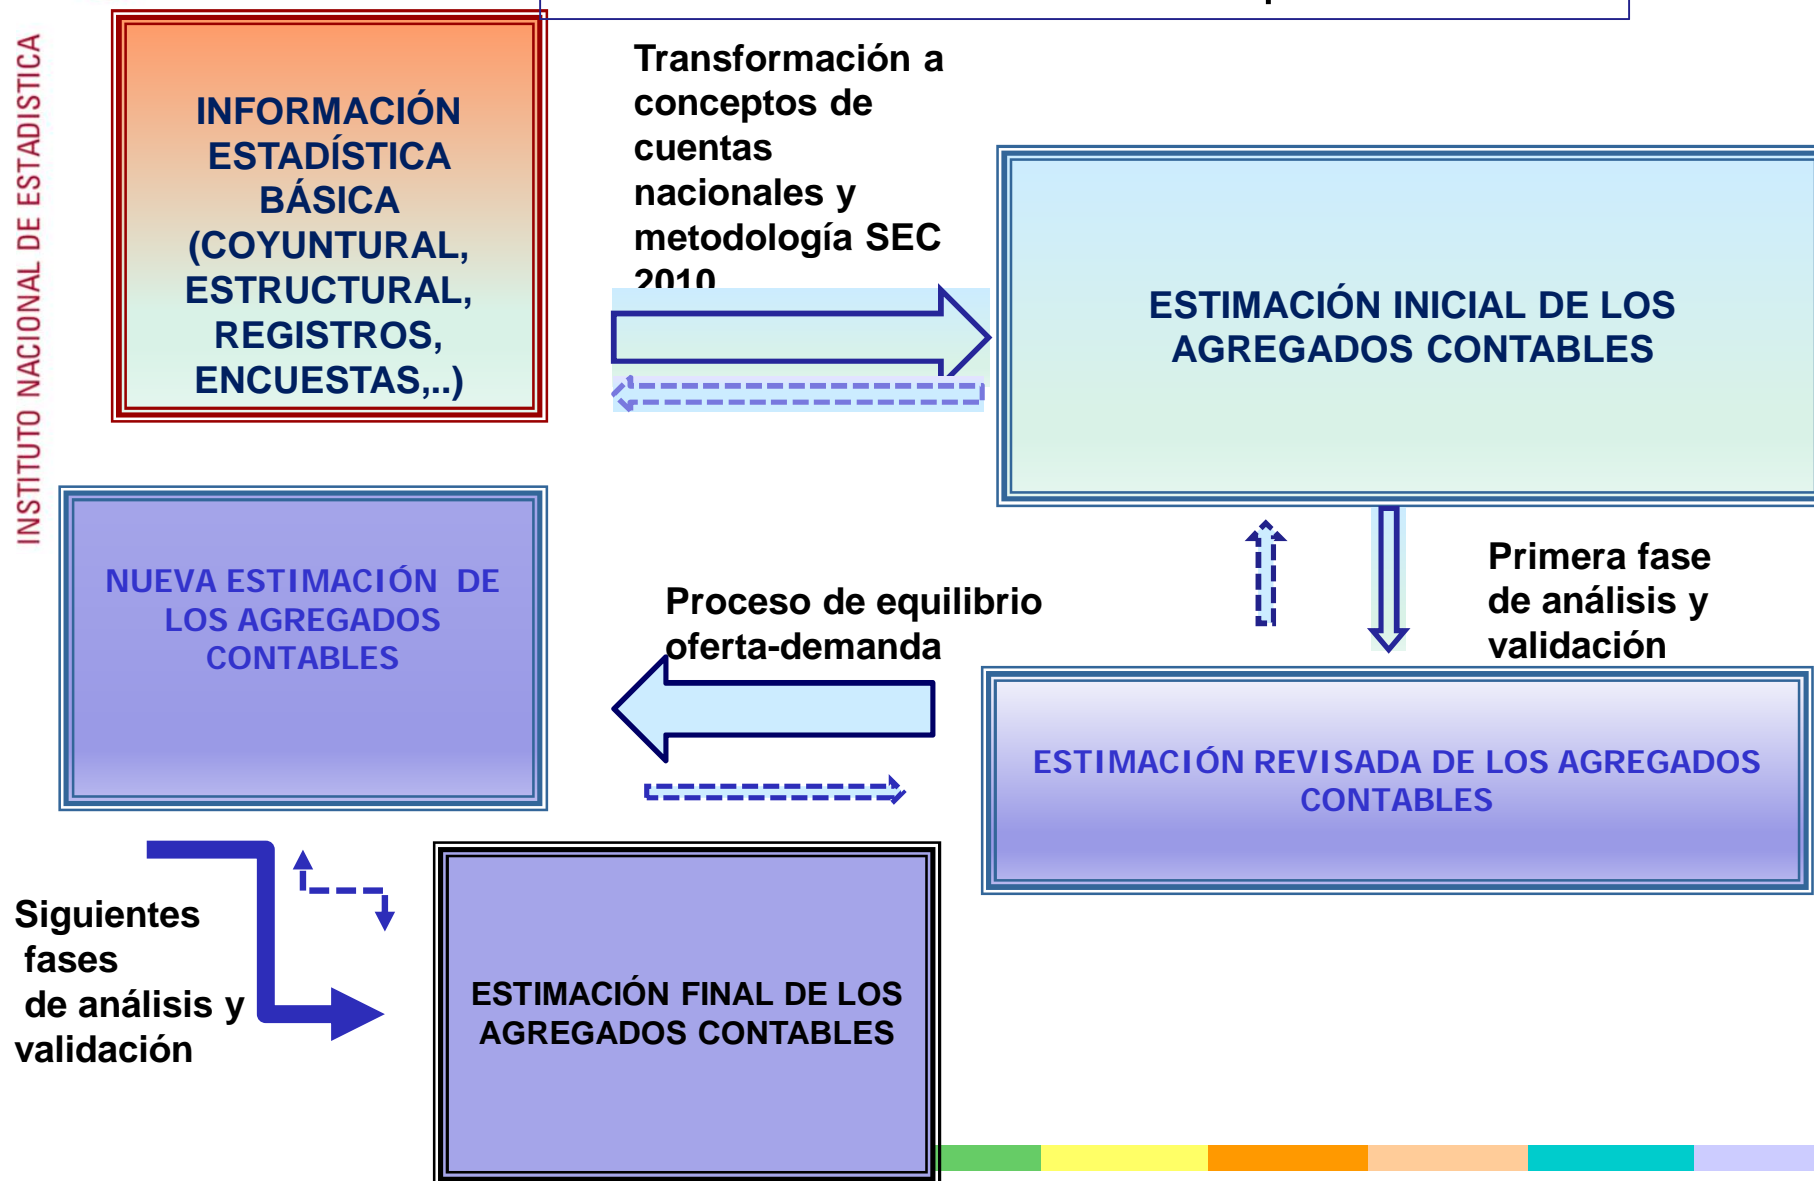 INSTITUTO NACIONAL DE ESTADISTICA
INFORMACIÓN
ESTADÍSTICA
BÁSICA
(COYUNTURAL,
ESTRUCTURAL,
REGISTROS,
ENCUESTAS,..)
Transformación a
conceptos de
cuentas
nacionales y
metodología SEC
2010
ESTIMACIÓN INICIAL DE LOS
AGREGADOS CONTABLES
Primera fase
de análisis y
validación
ESTIMACIÓN REVISADA DE LOS AGREGADOS
CONTABLES
Proceso de equilibrio
oferta-demanda
NUEVA ESTIMACIÓN DE
LOS AGREGADOS
CONTABLES
Siguientes
fases
de análisis y
validación
ESTIMACIÓN FINAL DE LOS
AGREGADOS CONTABLES